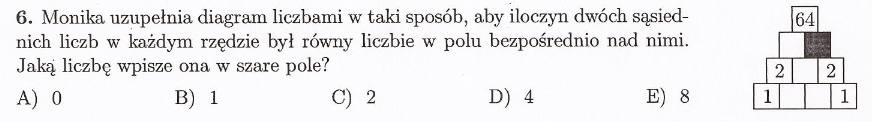 6. Monika uzupełnia diagram liczbami w taki sposób, aby iloczyn dwóch sąsied-
nich liczb w każdym rzędzie był równy liczbie w polu bezpośrednio nad nimi.
Jaką liczbę wpisze ona w szare pole?
A) 0 B) 1 C) 2 D) 4 E) 8
64
2 2
1 1